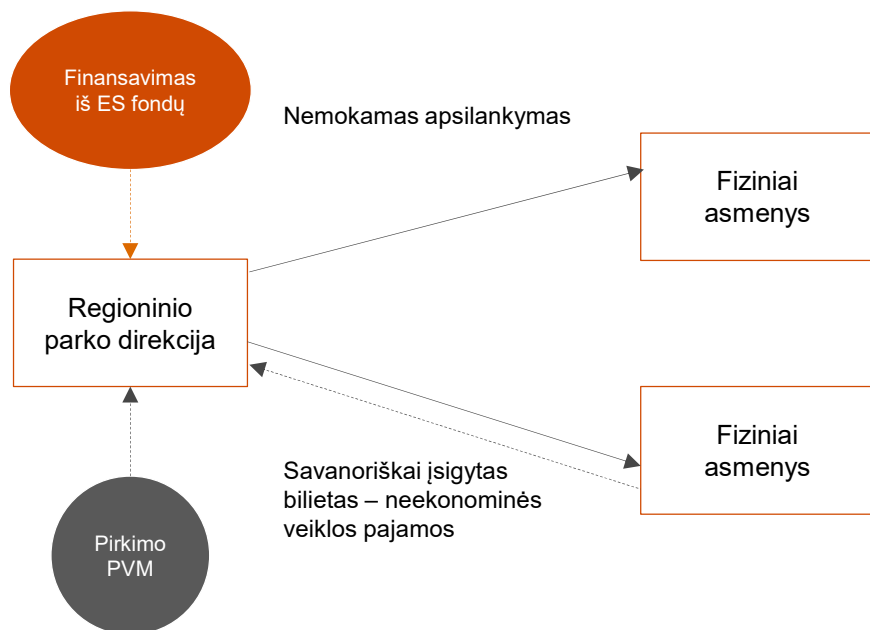 Finansavimas
iš ES fondų
Nemokamas apsilankymas
Fiziniai
asmenys
Regioninio
parko direkcija
Fiziniai
asmenys
Savanoriškai įsigytas
bilietas – neekonominės
veiklos pajamos
Pirkimo
PVM